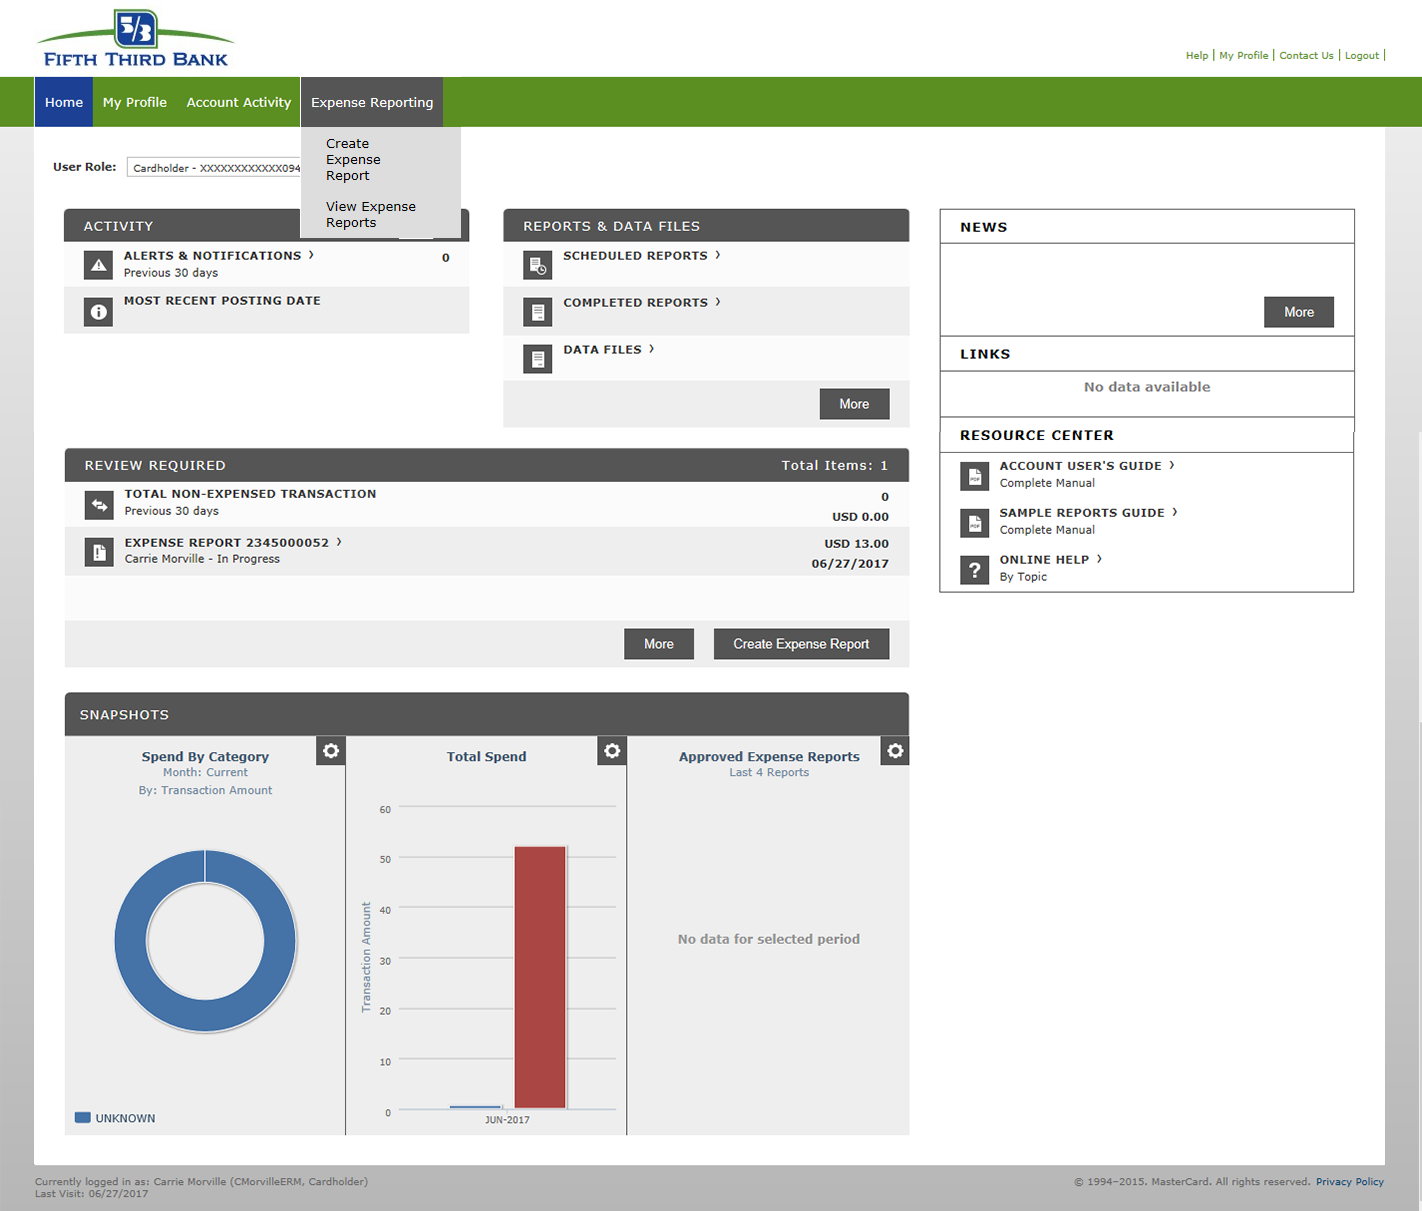 5/3
FIFTH THIRD BANK
Help | My Profile | Contact Us | Logout |
Home
My Profile
Account Activity
Expense Reporting
Create
Expense
Report
View Expense
Reports
User Role:
Cardholder - XXXXXXXXXXXX094
ACTIVITY
ALERTS & NOTIFICATIONS ›
0
Previous 30 days
MOST RECENT POSTING DATE
REPORTS & DATA FILES
SCHEDULED REPORTS ›
COMPLETED REPORTS ›
DATA FILES ›
More
NEWS
More
LINKS
No data available
RESOURCE CENTER
PDF
ACCOUNT USER'S GUIDE ›
Complete Manual
PDF
SAMPLE REPORTS GUIDE ›
Complete Manual
?
ONLINE HELP ›
By Topic
REVIEW REQUIRED
Total Items: 1
TOTAL NON-EXPENSED TRANSACTION
0
Previous 30 days
USD 0.00
EXPENSE REPORT 2345000052 ›
USD 13.00
Carrie Morville - In Progress
06/27/2017
More
Create Expense Report
SNAPSHOTS
Spend By Category
Month: Current
By: Transaction Amount
UNKNOWN
Total Spend
Transaction Amount
60
50
40
30
20
10
0
JUN-2017
Approved Expense Reports
Last 4 Reports
No data for selected period
Currently logged in as: Carrie Morville (CMorvilleERM, Cardholder)
Last Visit: 06/27/2017
© 1994–2015. MasterCard. All rights reserved. Privacy Policy